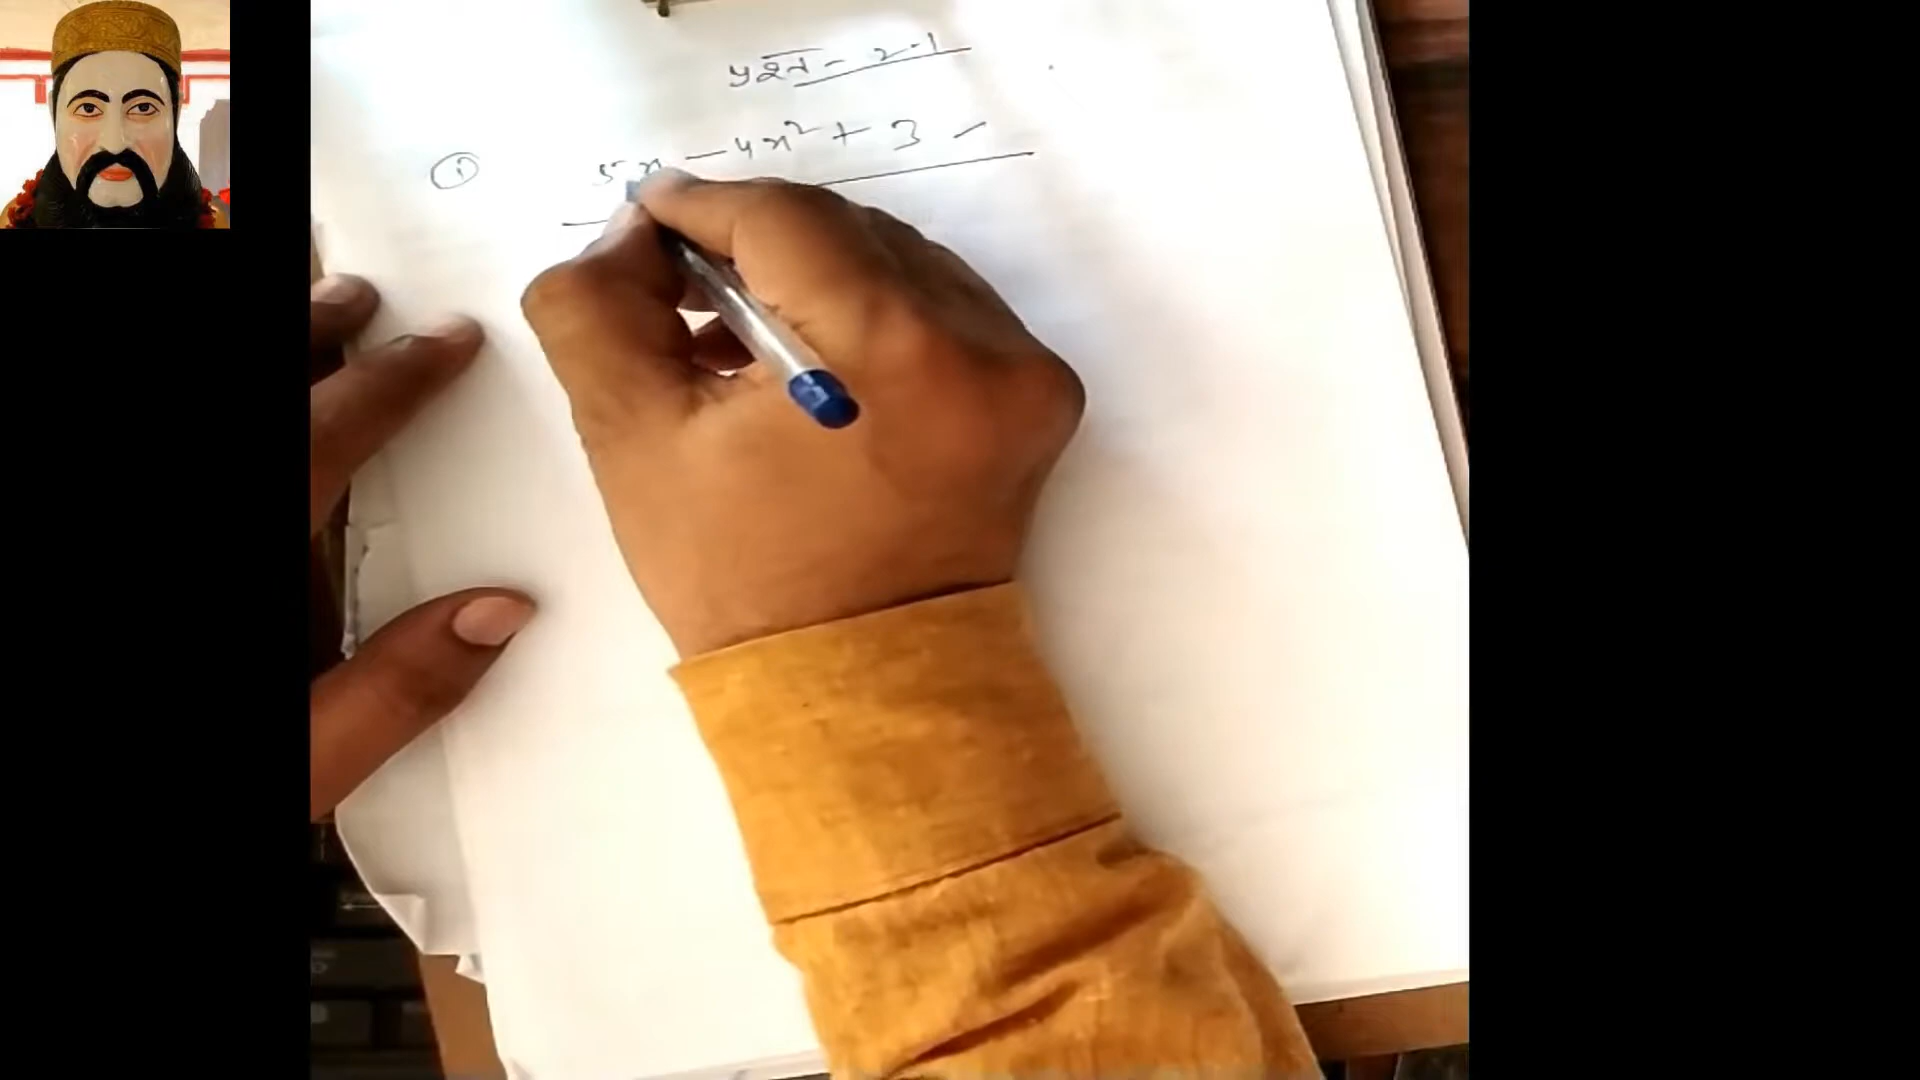 प्रश्न - 2.1
(i) 5x - 4x² + 3 -